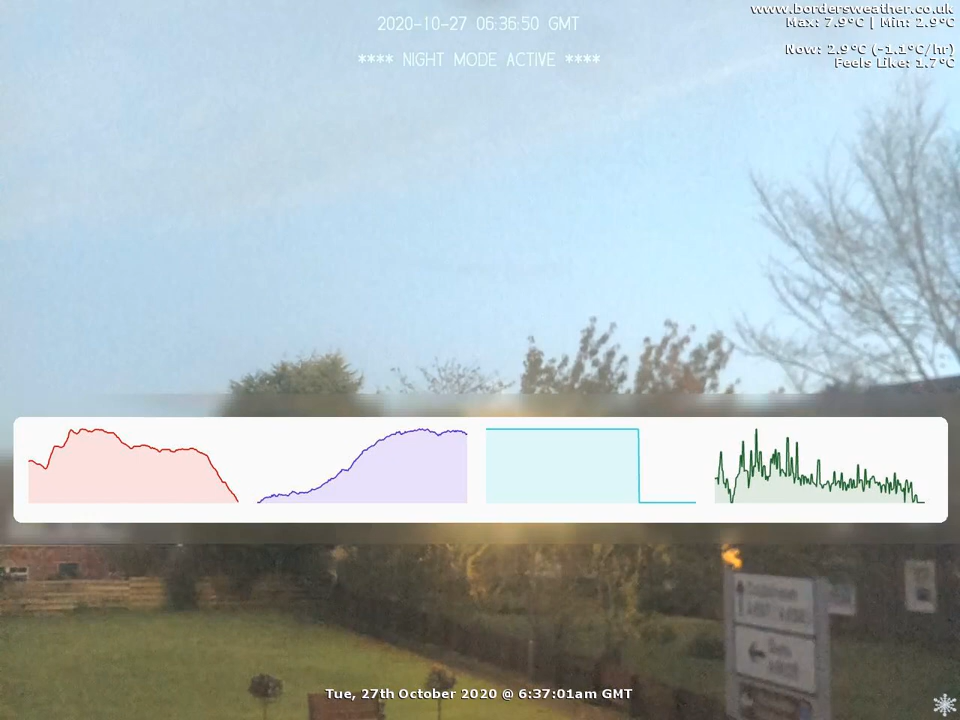 2020-10-27 06:36:50 GMT
**** NIGHT MODE ACTIVE ****
www.bordersweather.co.uk
Max: 7.9°C | Min: 2.9°C
Now: 2.9°C (-1.1°C/hr)
Feels Like: 1.7°C
Tue, 27th October 2020 @ 6:37:01am GMT